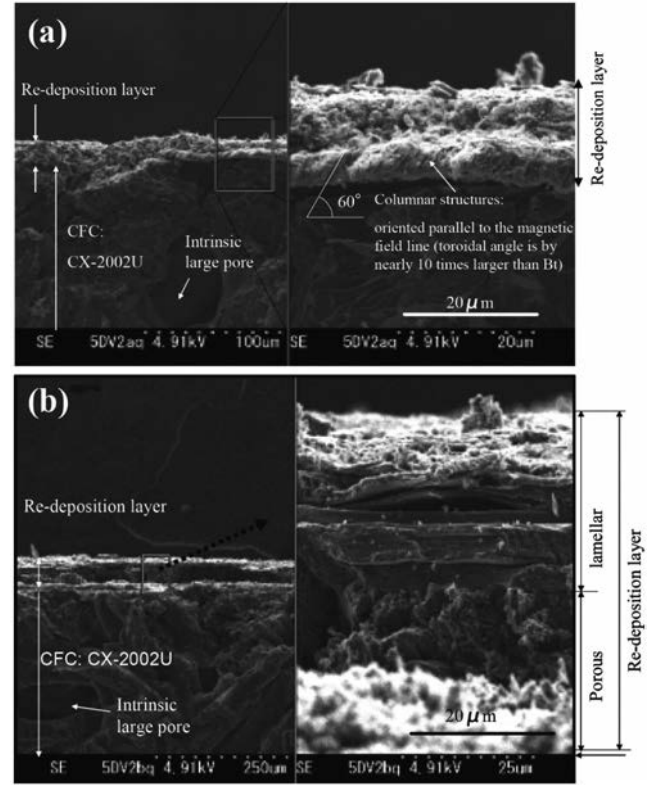 (a)
Re-deposition layer
CFC:
CX-2002U
Intrinsic
large pore
SE 5DV2aq 4.91kV 100um
60°
Columnar structures:
oriented parallel to the magnetic
field line (toroidal angle is by
nearly 10 times larger than Bt)
20 μm
SE 5DV2aq 4.91kV 20um
Re-deposition layer
(b)
Re-deposition layer
CFC: CX-2002U
Intrinsic
large pore
SE 5DV2bq 4.91kV 250um
20 μm
SE 5DV2bq 4.91kV 25um
lamellar
Porous
Re-deposition layer